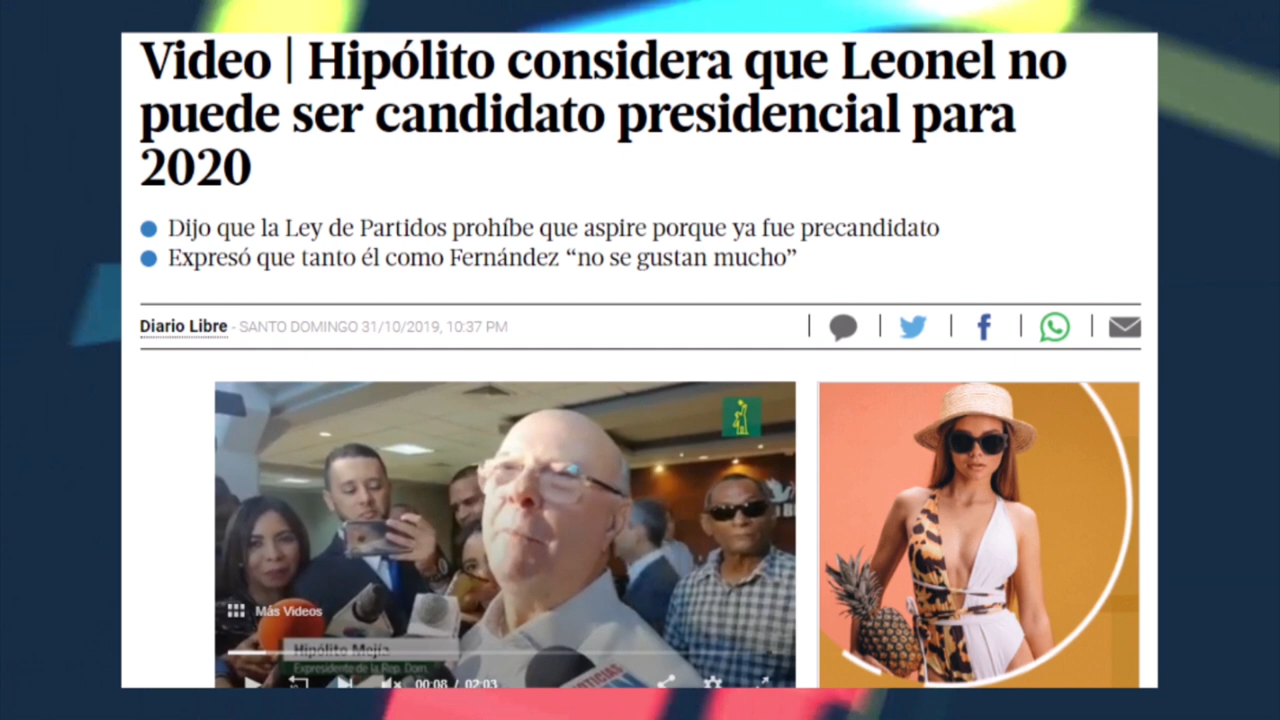 Video | Hipólito considera que Leonel no
puede ser candidato presidencial para
2020
Dijo que la Ley de Partidos prohíbe que aspire porque ya fue precandidato
Expresó que tanto él como Fernández “no se gustan mucho”
Diario Libre - SANTO DOMINGO 31/10/2019, 10:37 PM
Más Videos
Hipólito Mejía
Expresidente de la Rep. Dom.
00:08 / 02:03
NOTICIAS